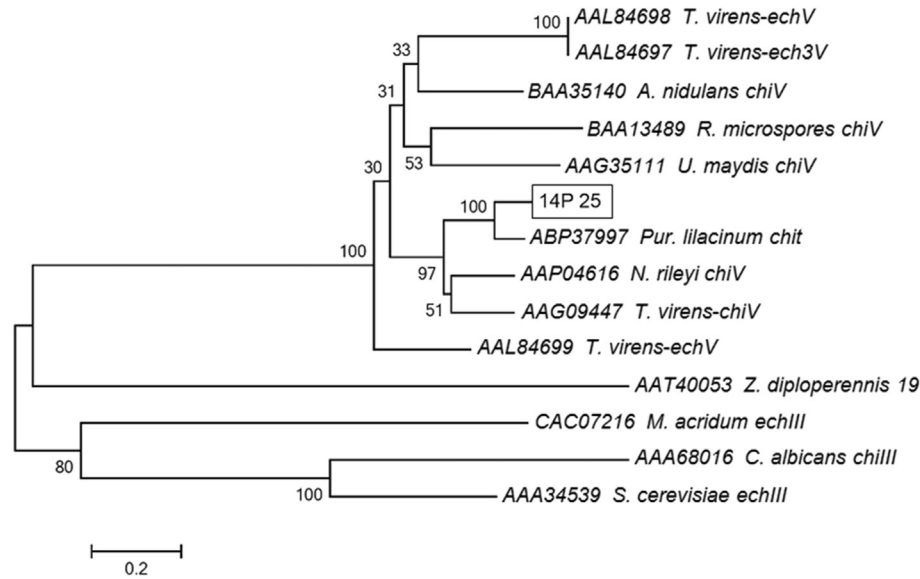 100
AAL84698 T. virens-echV
AAL84697 T. virens-ech3V
33
BAA35140 A. nidulans chiV
31
BAA13489 R. microspores chiV
53
AAG35111 U. maydis chiV
30
14P 25
100
ABP37997 Pur. lilacinum chit
100
97
AAP04616 N. rileyi chiV
51
AAG09447 T. virens-chiV
AAL84699 T. virens-echV
AAT40053 Z. diploperennis 19
CAC07216 M. acridum echIII
80
AAA68016 C. albicans chiIII
100
AAA34539 S. cerevisiae echIII
0.2